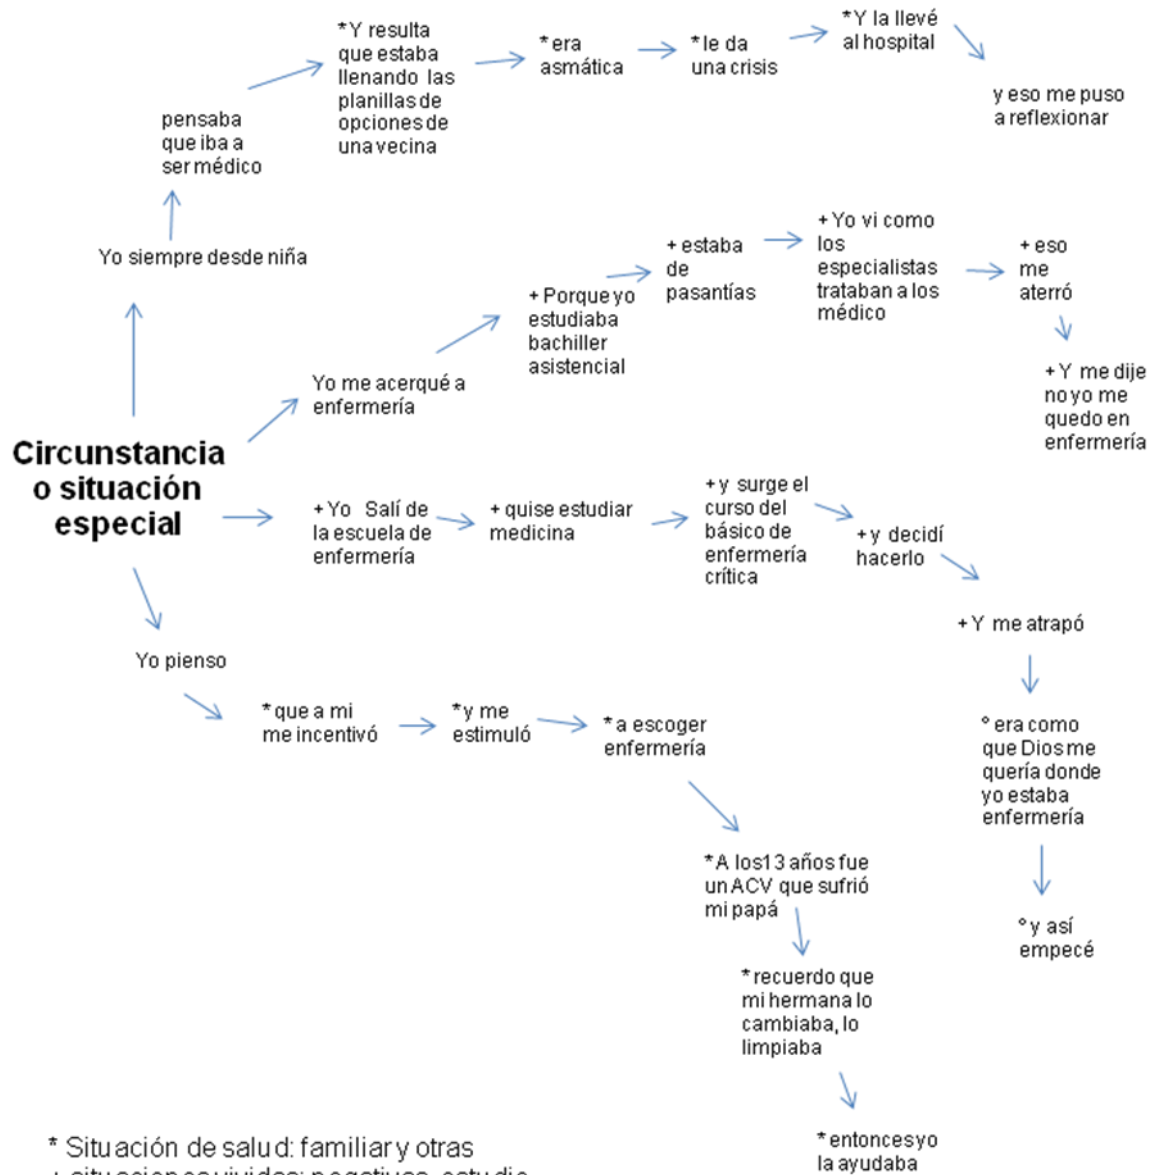 *Y resulta
que estaba
llenando las
planillas de
opciones de
una vecina
*era
asmática
*le da
una crisis
*Y la llevé
al hospital
y eso me puso
a reflexionar
pensaba
que iba a
ser médico
Yo siempre desde niña
Yo me acerqué a
enfermería
+ Porque yo
estudiaba
bachiller
asistencial
+ estaba
de
pasantías
+ Yo vi como
los
especialistas
trataban a los
médico
+ eso
me
aterró
+ Y me dije
no yo me
quedo en
enfermería
Circunstancia
o situación
especial
+ Yo Salí de
la escuela de
enfermería
+ quise estudiar
medicina
+ y surge el
curso del
básico de
enfermería
crítica
+ y decidí
hacerlo
+ Y me atrapó
° era como
que Dios me
quería donde
yo estaba
enfermería
° y así
empecé
Yo pienso
* que a mi
me incentivó
*y me
estimuló
* a escoger
enfermería
*A los13 años fue
un ACV que sufrió
mi papá
* recuerdo que
mi hermana lo
cambiaba, lo
limpiaba
* entonces yo
la ayudaba
* Situación de salud: familiar y otras
+ situaciones vividas: negativas, estudio